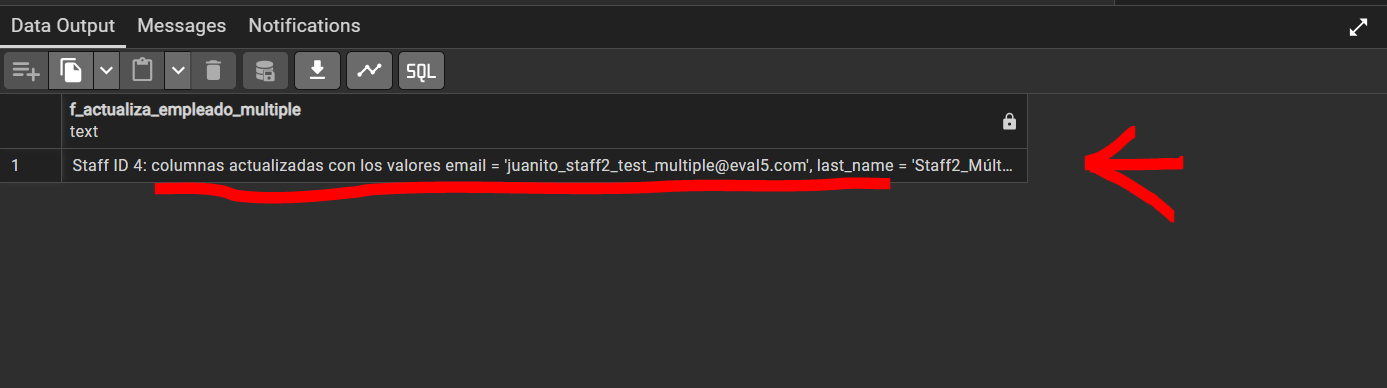 Data Output Messages Notifications
SQL
f_actualiza_empleado_multiple
text
1 Staff ID 4: columnas actualizadas con los valores email = 'juanito_staff2_test_multiple@eval5.com', last_name = 'Staff2_Múlt...